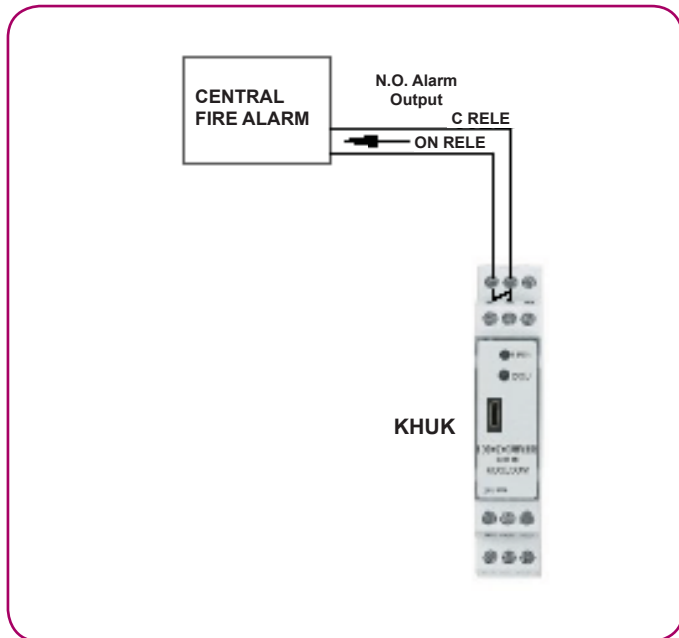 N.O. Alarm
Output
CENTRAL
FIRE ALARM
C RELE
ON RELE
KHUK